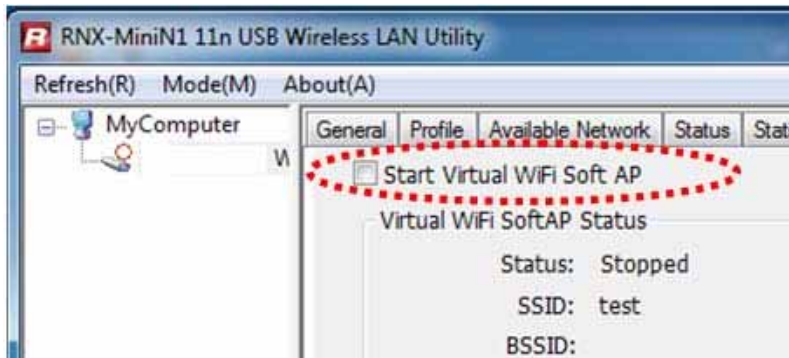 RNX-MiniN1 11n USB Wireless LAN Utility
Refresh(R) Mode(M) About(A)
MyComputer
W
General Profile Available Network Status Stat
Start Virtual WiFi Soft AP
Virtual WiFi SoftAP Status
Status: Stopped
SSID: test
BSSID: